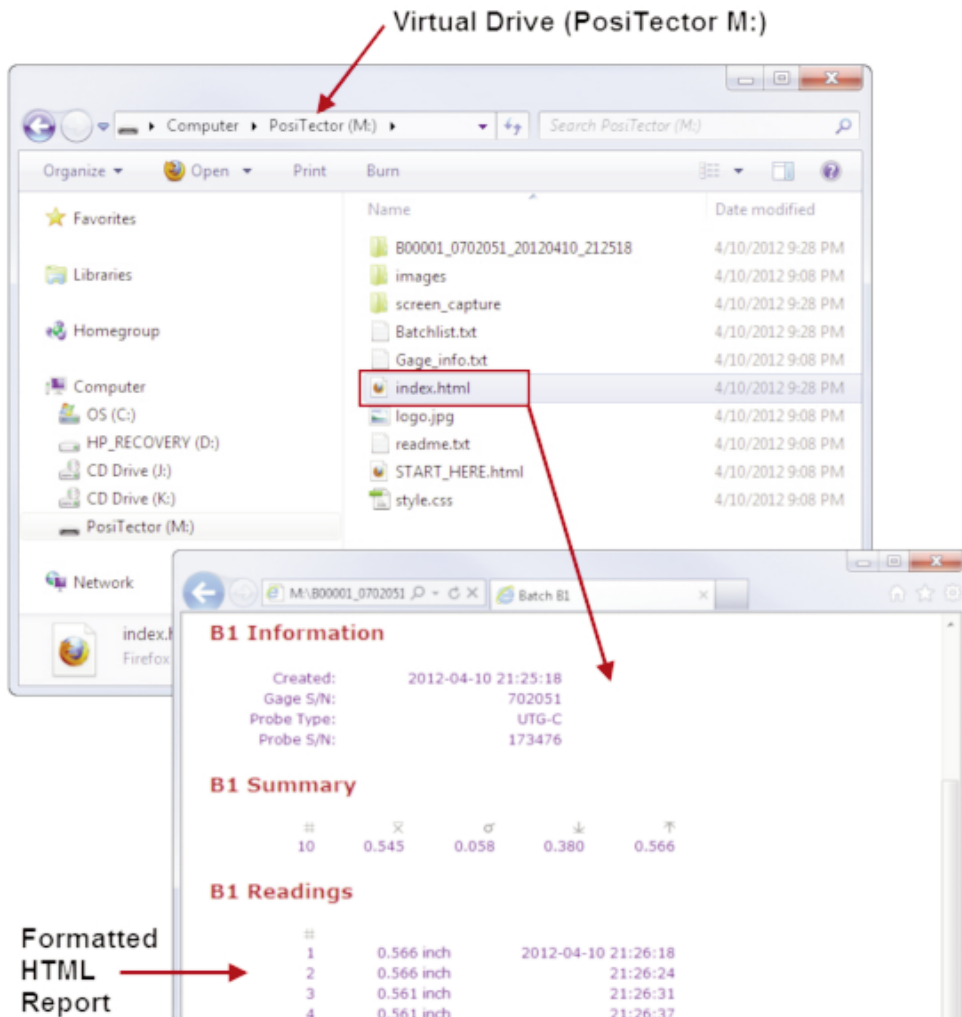 Virtual Drive (PosiTector M:)
Computer PosiTector (M:)
Search PosiTector (M:)
Organize Open Print Burn
Favorites
Libraries
Homegroup
Computer
OS (C:)
HP_RECOVERY (D:)
CD Drive (J:)
CD Drive (K:)
PosiTector (M:)
Network
Name Date modified
B00001_0702051_20120410_212518 4/10/2012 9:28 PM
images 4/10/2012 9:08 PM
screen_capture 4/10/2012 9:28 PM
Batchlist.txt 4/10/2012 9:28 PM
Gage_info.txt 4/10/2012 9:08 PM
index.html 4/10/2012 9:28 PM
logo.jpg 4/10/2012 9:08 PM
readme.txt 4/10/2012 9:08 PM
START_HERE.html 4/10/2012 9:08 PM
style.css 4/10/2012 9:08 PM
index.h
Firefox
M:\B00001_0702051 Batch B1
B1 Information
Created: 2012-04-10 21:25:18
Gage S/N: 702051
Probe Type: UTG-C
Probe S/N: 173476
B1 Summary
# x̅ σ ↓ ↑
10 0.545 0.058 0.380 0.566
B1 Readings
#
1 0.566 inch 2012-04-10 21:26:18
2 0.566 inch 21:26:24
3 0.561 inch 21:26:31
4 0.561 inch 21:26:37
Formatted
HTML
Report